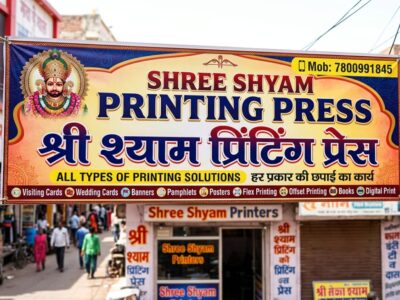 Mob: 7800991845
SHREE SHYAM
PRINTING PRESS
श्री श्याम प्रिंटिंग प्रेस
ALL TYPES OF PRINTING SOLUTIONS हर प्रकार की छपाई का कार्य
Visiting Cards Wedding Cards Banners Pamphlets Posters Flex Printing Offset Printing Books Digital Print
Shree Shyam Printers
श्री
श्याम
प्रिंटिंग
प्रेस
Shree Shyam
Printers
Shree Shyam
श्री
श्याम
प्रिंटिंग